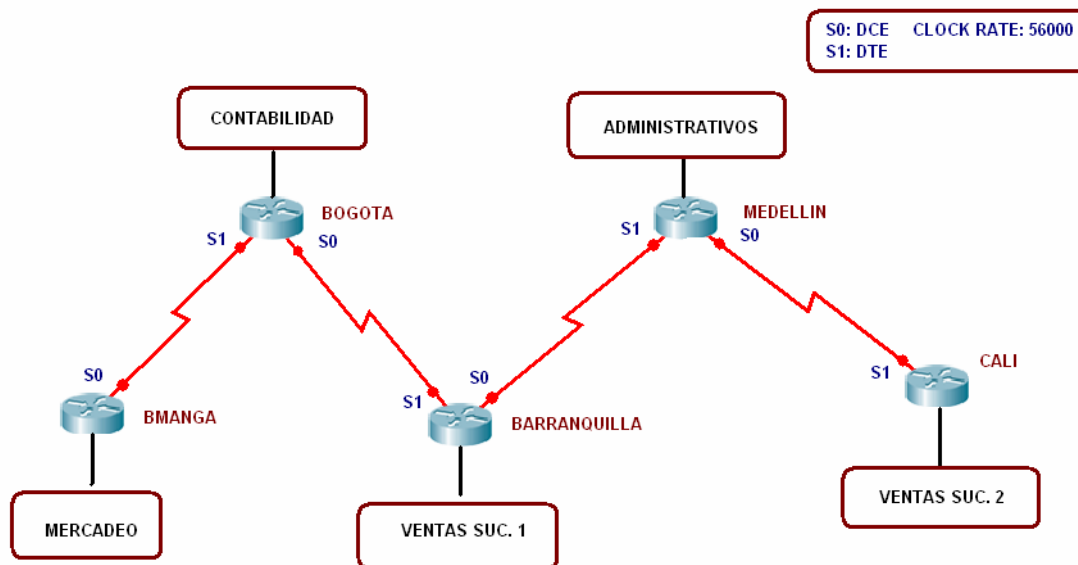 S0: DCE CLOCK RATE: 56000
S1: DTE
CONTABILIDAD
ADMINISTRATIVOS
BOGOTA
MEDELLIN
S1
S0
S1
S0
S0
BMANGA
S1
S0
BARRANQUILLA
S1
CALI
MERCADEO
VENTAS SUC. 1
VENTAS SUC. 2